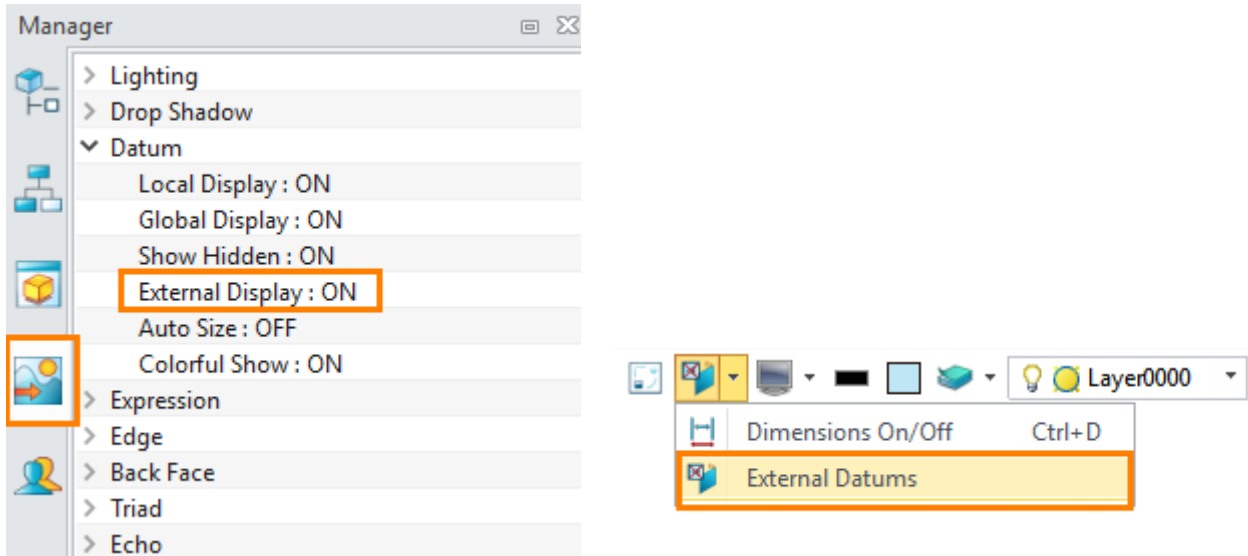 Manager
Lighting
Drop Shadow
Datum
Local Display : ON
Global Display : ON
Show Hidden : ON
External Display : ON
Auto Size : OFF
Colorful Show : ON
Expression
Edge
Back Face
Triad
Echo
Layer0000
Dimensions On/Off Ctrl+D
External Datums